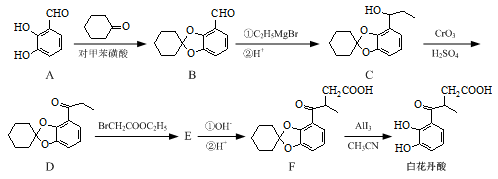 HO CHO HO
A
O
对甲苯磺酸
CHO O O
B
①C₂H₅MgBr
②H⁺
OH O O
C
CrO₃
H₂SO₄
O O O
D
BrCH₂COOC₂H₅
E
①OH⁻
②H⁺
CH₂COOH O O O
F
AlI₃
CH₃CN
CH₂COOH O HO HO
白花丹酸